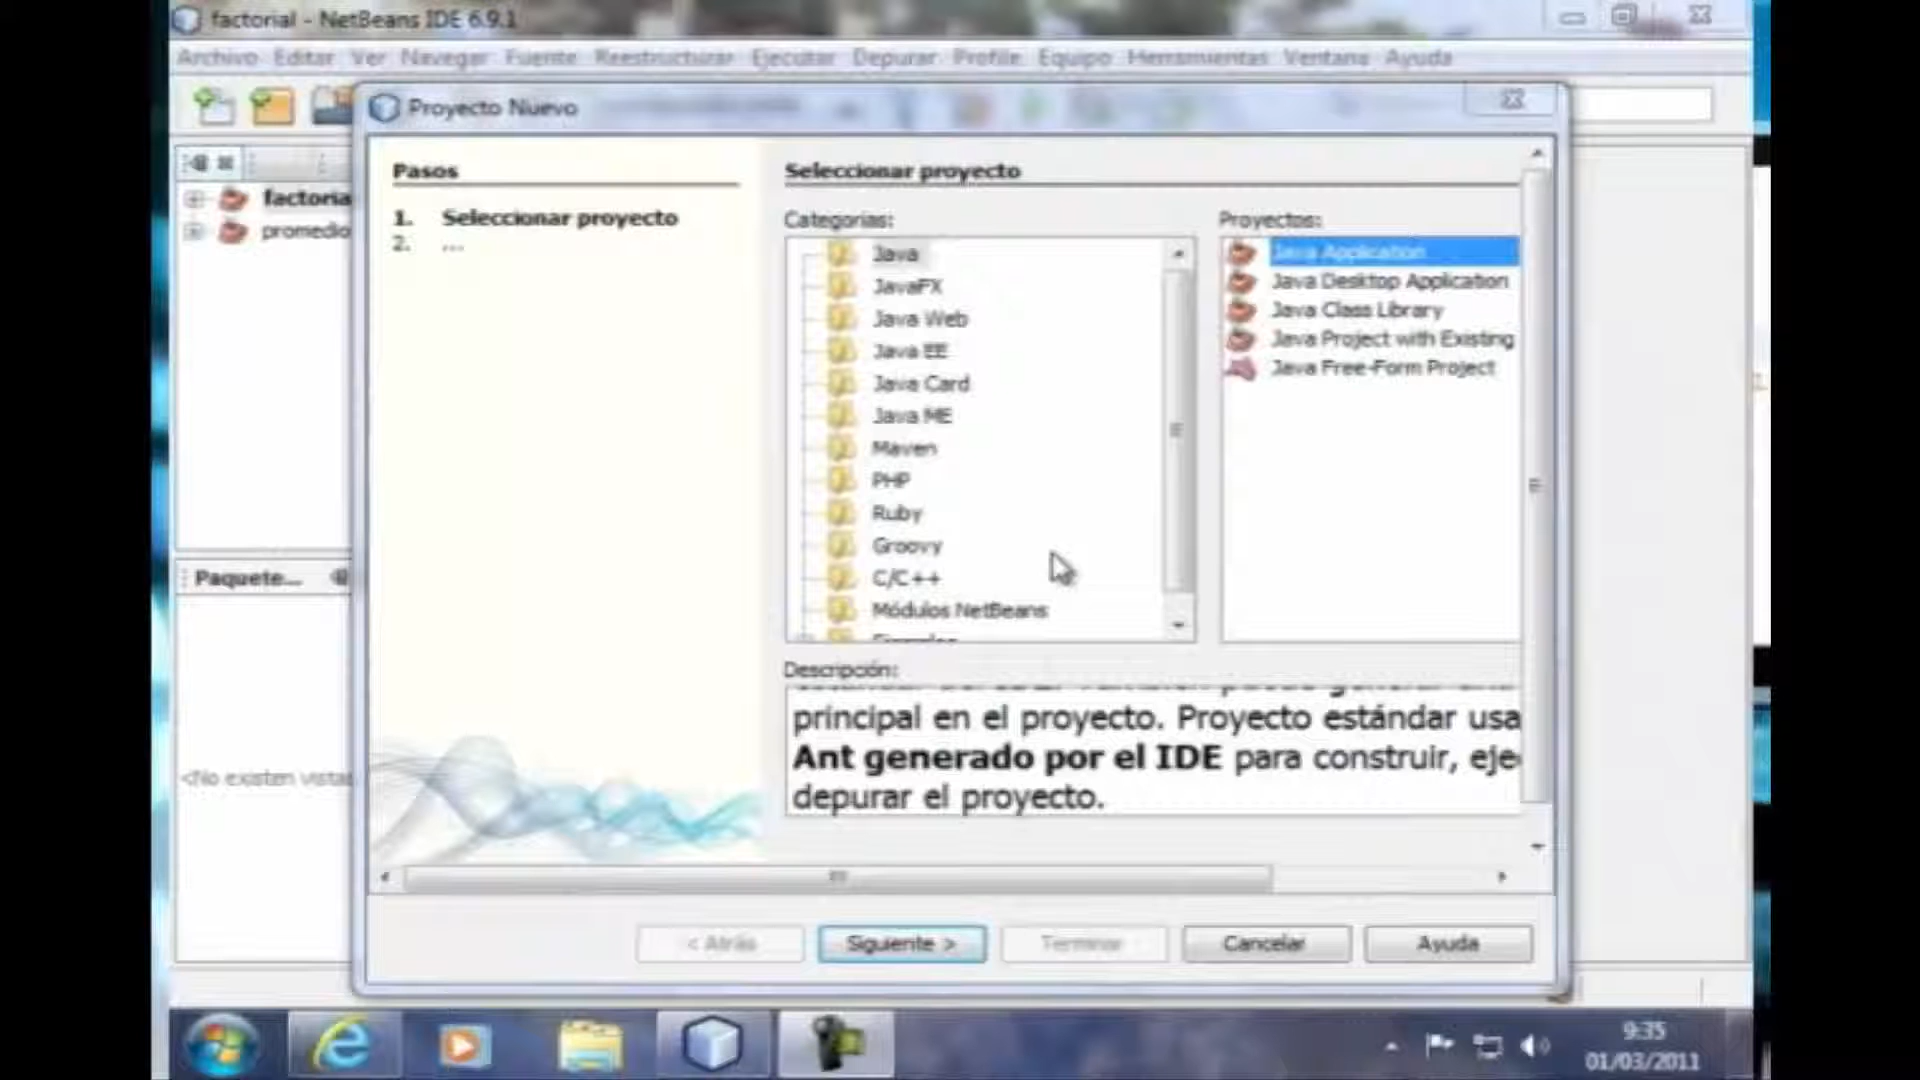 factorial - NetBeans IDE 6.9.1
Archivo Editar Ver Navegar Fuente Reestructurar Ejecutar Depurar Profile Equipo Herramientas Ventana Ayuda
Proyecto Nuevo
factoria
promedio
Paquete...
<No existen vistas
Pasos
1. Seleccionar proyecto
2. ...
Seleccionar proyecto
Categorías:
Java
JavaFX
Java Web
Java EE
Java Card
Java ME
Maven
PHP
Ruby
Groovy
C/C++
Módulos NetBeans
Proyectos:
Java Application
Java Desktop Application
Java Class Library
Java Project with Existing
Java Free-Form Project
Descripción:
principal en el proyecto. Proyecto estándar usa
Ant generado por el IDE para construir, eje
depurar el proyecto.
< Atrás
Siguiente >
Terminar
Cancelar
Ayuda
9:35
01/03/2011